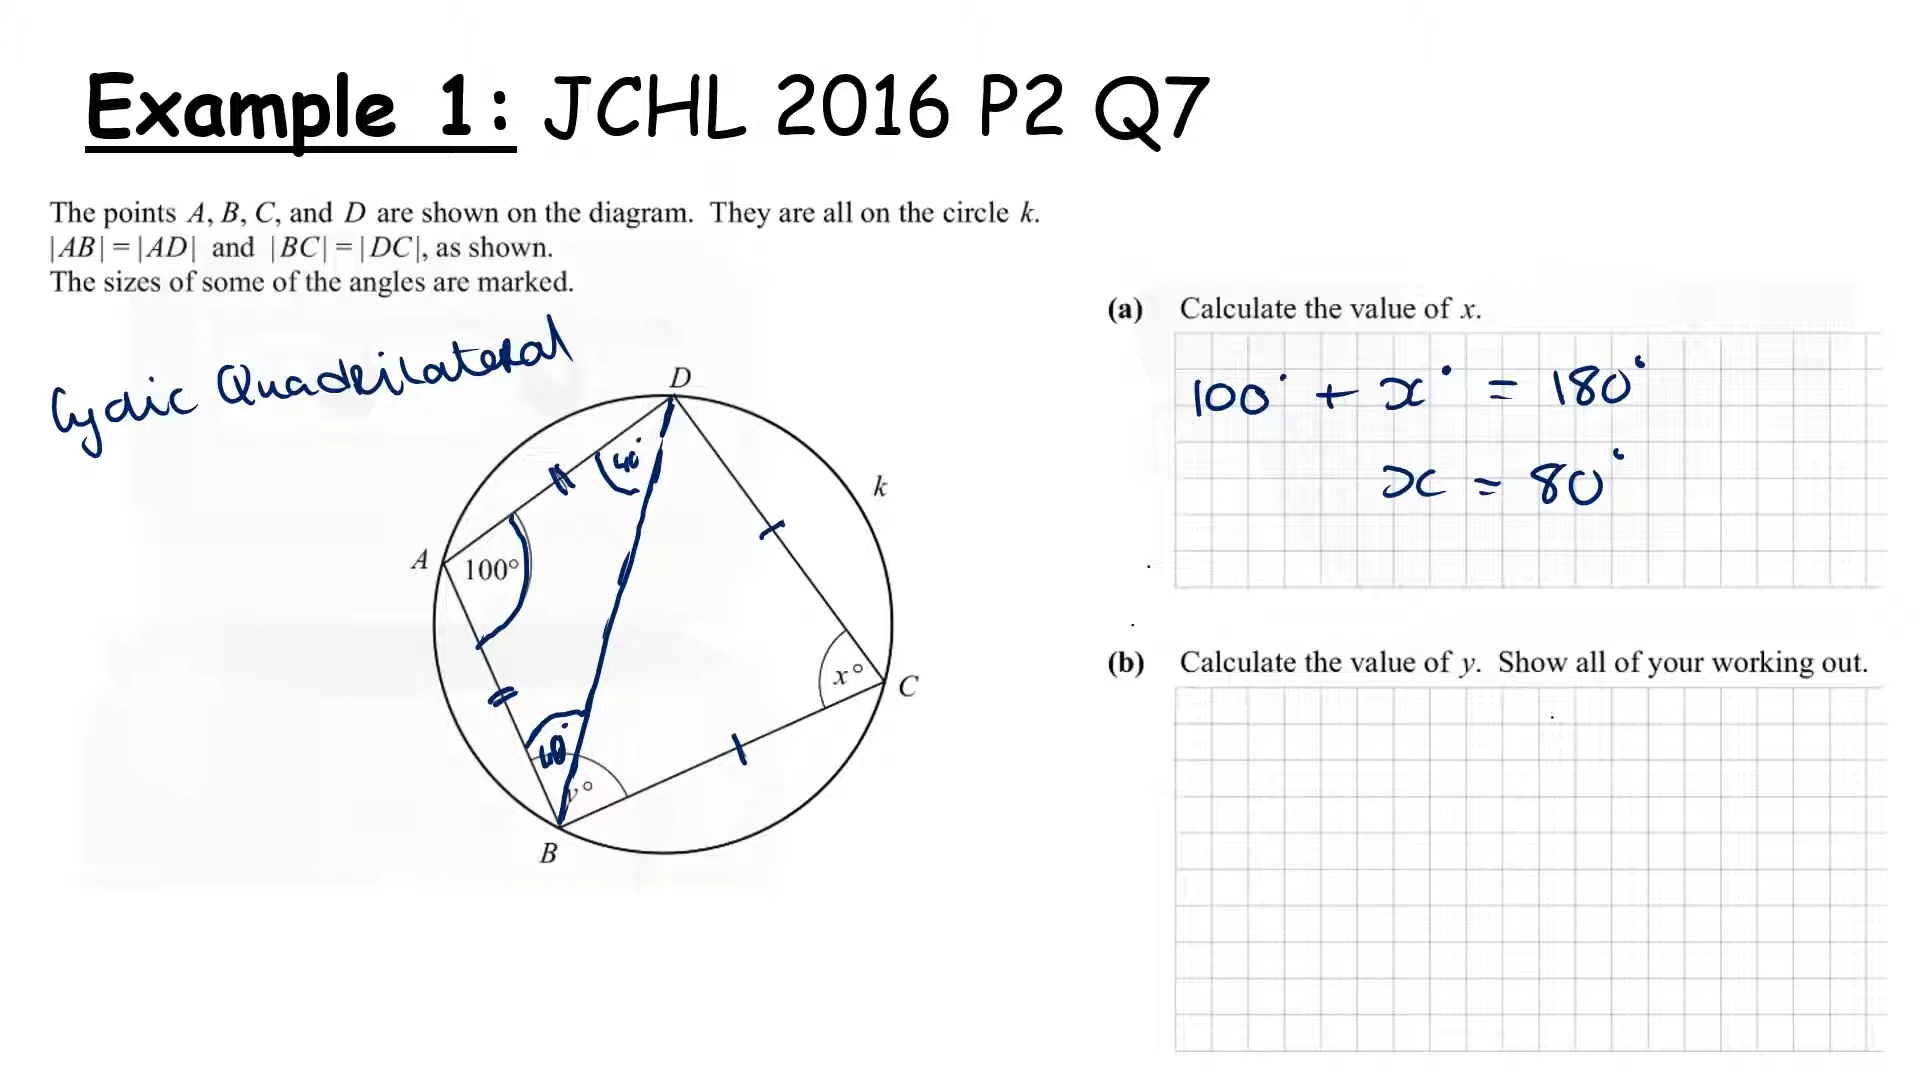 Example 1: JCHL 2016 P2 Q7
The points A, B, C, and D are shown on the diagram. They are all on the circle k.
|AB| = |AD| and |BC| = |DC|, as shown.
The sizes of some of the angles are marked.
Cyclic Quadrilateral
D
40°
k
A
100°
x°
C
40°
y°
B
(a) Calculate the value of x.
100° + x° = 180°
x = 80°
(b) Calculate the value of y. Show all of your working out.